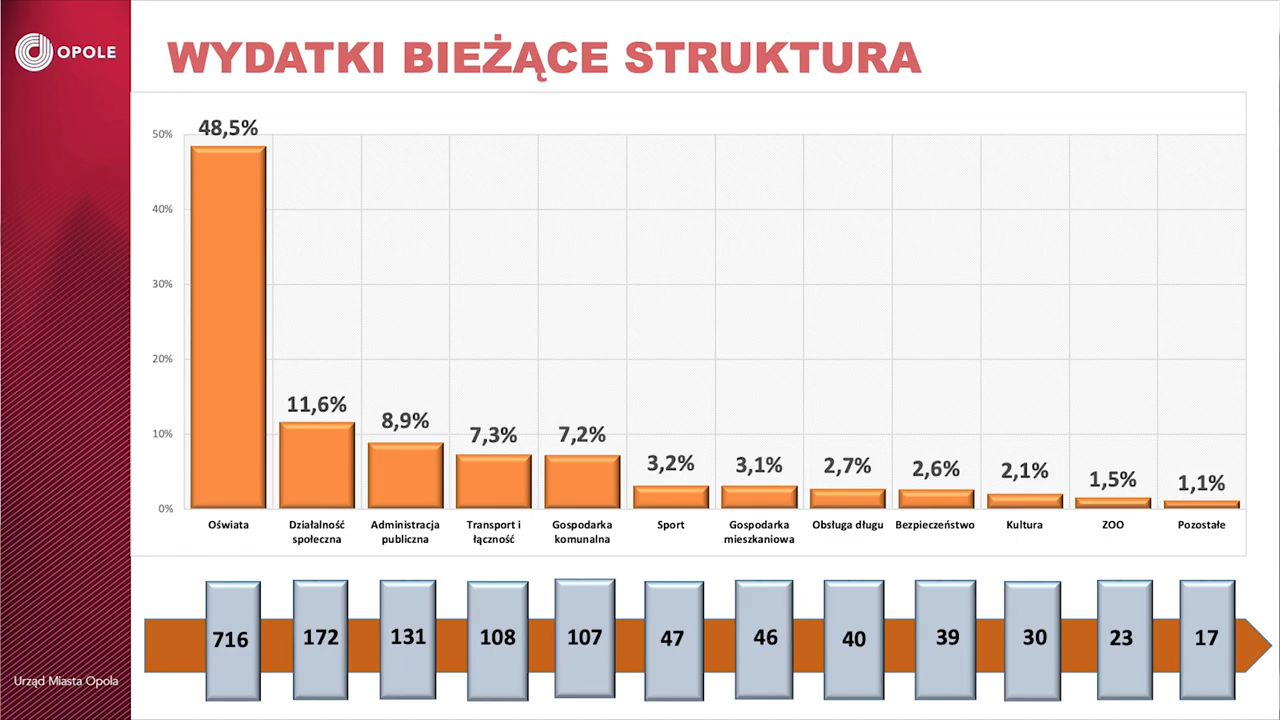 OPOLE
WYDATKI BIEŻĄCE STRUKTURA
50%
40%
30%
20%
10%
0%
48,5%
11,6%
8,9%
7,3%
7,2%
3,2%
3,1%
2,7%
2,6%
2,1%
1,5%
1,1%
Oświata
Działalność
społeczna
Administracja
publiczna
Transport i
łączność
Gospodarka
komunalna
Sport
Gospodarka
mieszkaniowa
Obsługa długu
Bezpieczeństwo
Kultura
ZOO
Pozostałe
716
172
131
108
107
47
46
40
39
30
23
17
Urząd Miasta Opola